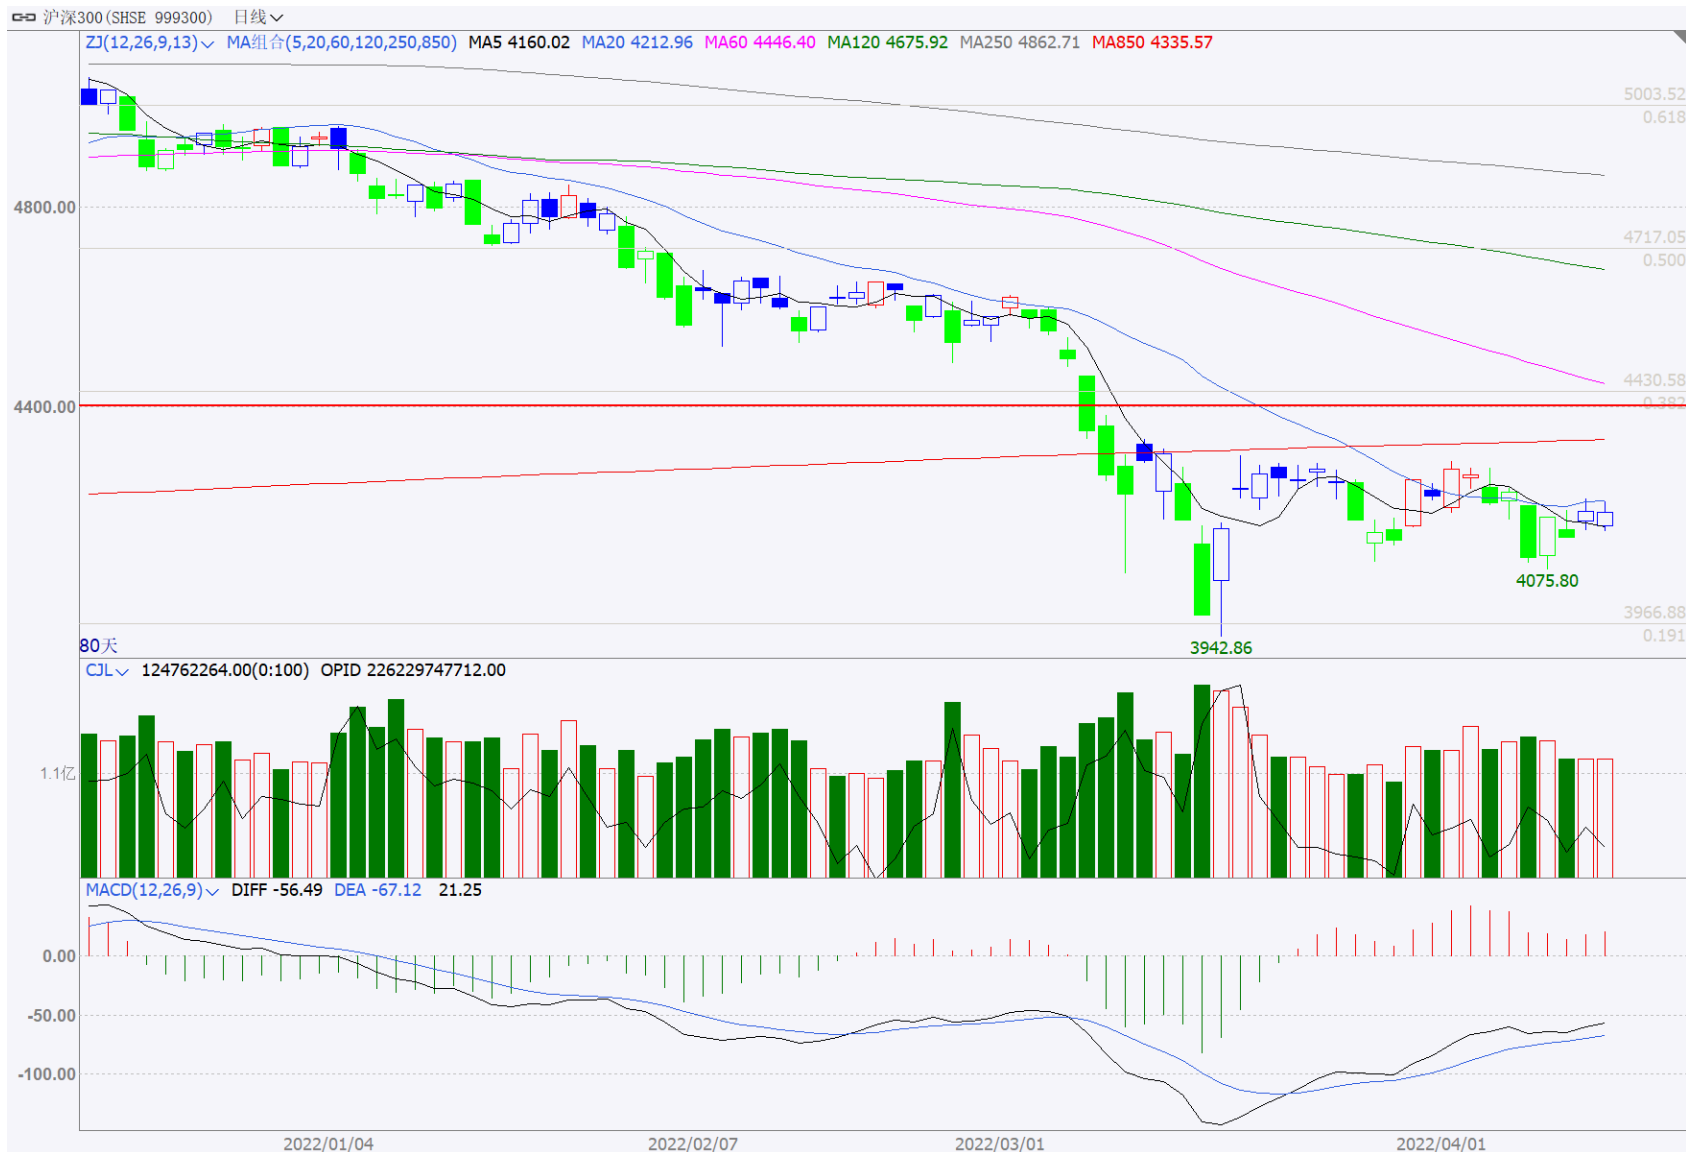 沪深300(SHSE 999300) 日线
ZJ(12,26,9,13) MA组合(5,20,60,120,250,850) MA5 4160.02 MA20 4212.96 MA60 4446.40 MA120 4675.92 MA250 4862.71 MA850 4335.57
5003.52
0.618
4800.00
4717.05
0.500
4430.58
0.382
4400.00
4075.80
3966.88
0.191
80天
3942.86
CJL 124762264.00(0:100) OPID 226229747712.00
1.1亿
MACD(12,26,9) DIFF -56.49 DEA -67.12 21.25
0.00
-50.00
-100.00
2022/01/04 2022/02/07 2022/03/01 2022/04/01